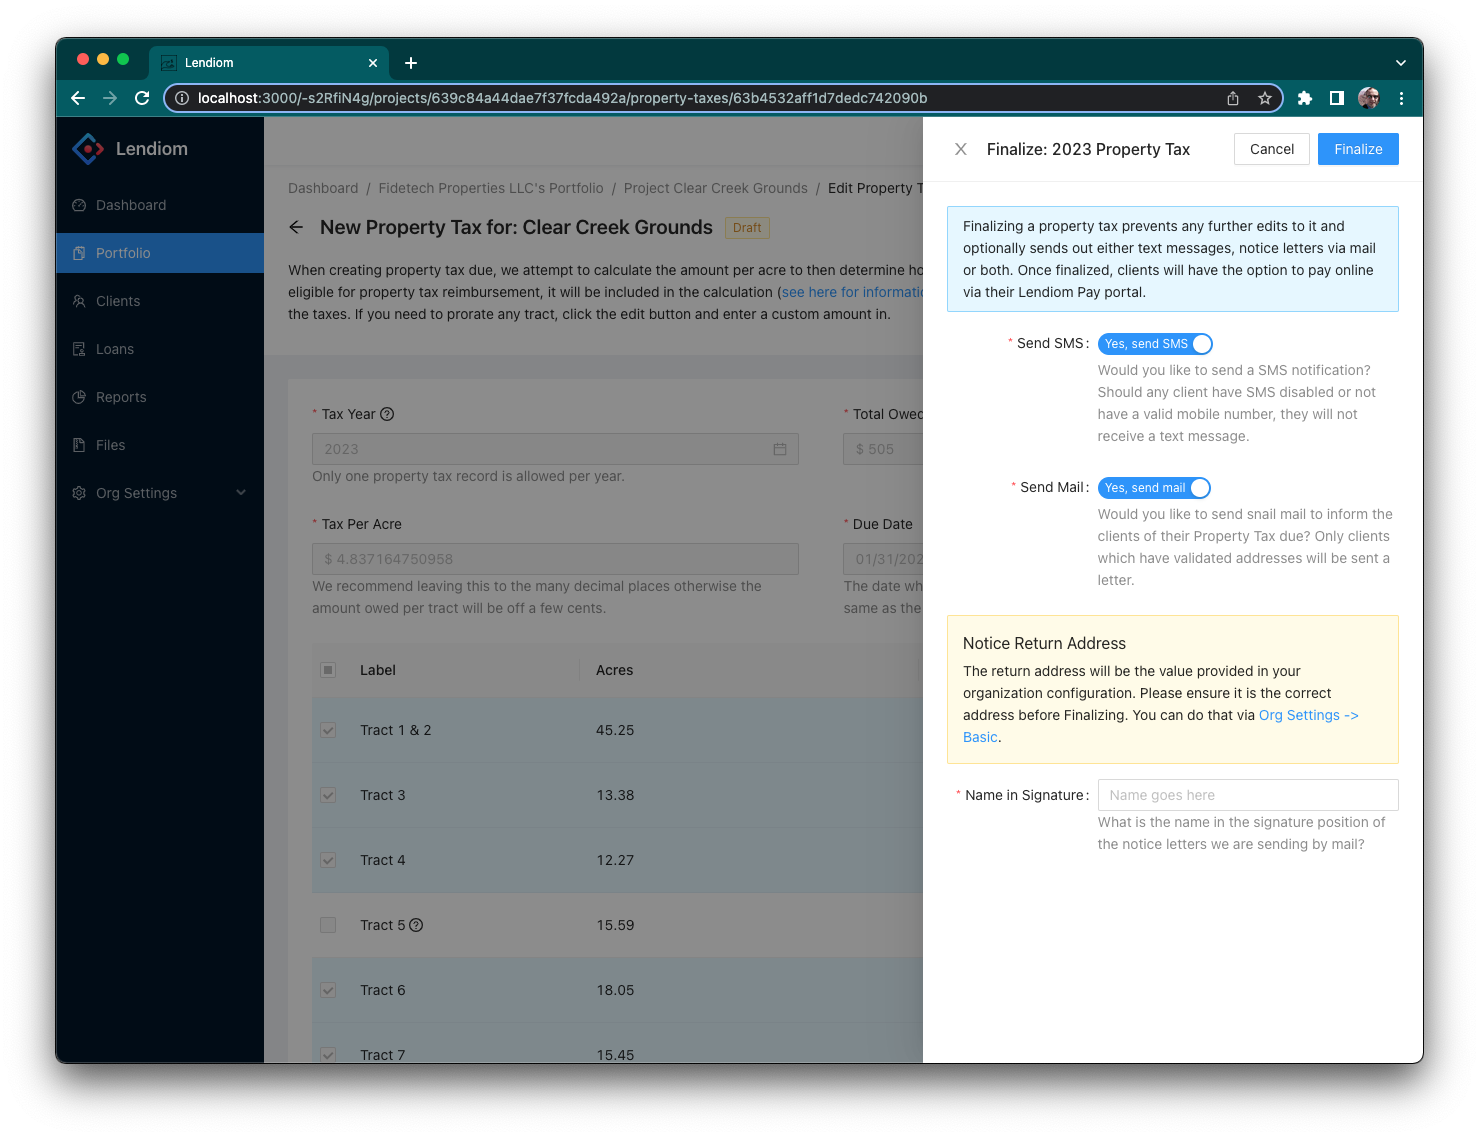 Lendiom
localhost:3000/-s2RfiN4g/projects/639c84a44dae7f37fcda492a/property-taxes/63b4532aff1d7dedc742090b
Lendiom
Dashboard
Portfolio
Clients
Loans
Reports
Files
Org Settings
Dashboard / Fidetech Properties LLC's Portfolio / Project Clear Creek Grounds / Edit Property T
New Property Tax for: Clear Creek Grounds Draft
When creating property tax due, we attempt to calculate the amount per acre to then determine ho
eligible for property tax reimbursement, it will be included in the calculation (see here for informatio
the taxes. If you need to prorate any tract, click the edit button and enter a custom amount in.
* Tax Year
2023
Only one property tax record is allowed per year.
* Total Owed
$ 505
* Tax Per Acre
$ 4.837164750958
We recommend leaving this to the many decimal places otherwise the
amount owed per tract will be off a few cents.
* Due Date
01/31/202
The date wh
same as the
Label Acres
Tract 1 & 2 45.25
Tract 3 13.38
Tract 4 12.27
Tract 5 15.59
Tract 6 18.05
Tract 7 15.45
Finalize: 2023 Property Tax
Cancel
Finalize
Finalizing a property tax prevents any further edits to it and
optionally sends out either text messages, notice letters via mail
or both. Once finalized, clients will have the option to pay online
via their Lendiom Pay portal.
* Send SMS: Yes, send SMS
Would you like to send a SMS notification?
Should any client have SMS disabled or not
have a valid mobile number, they will not
receive a text message.
* Send Mail: Yes, send mail
Would you like to send snail mail to inform the
clients of their Property Tax due? Only clients
which have validated addresses will be sent a
letter.
Notice Return Address
The return address will be the value provided in your
organization configuration. Please ensure it is the correct
address before Finalizing. You can do that via Org Settings ->
Basic.
* Name in Signature: Name goes here
What is the name in the signature position of
the notice letters we are sending by mail?